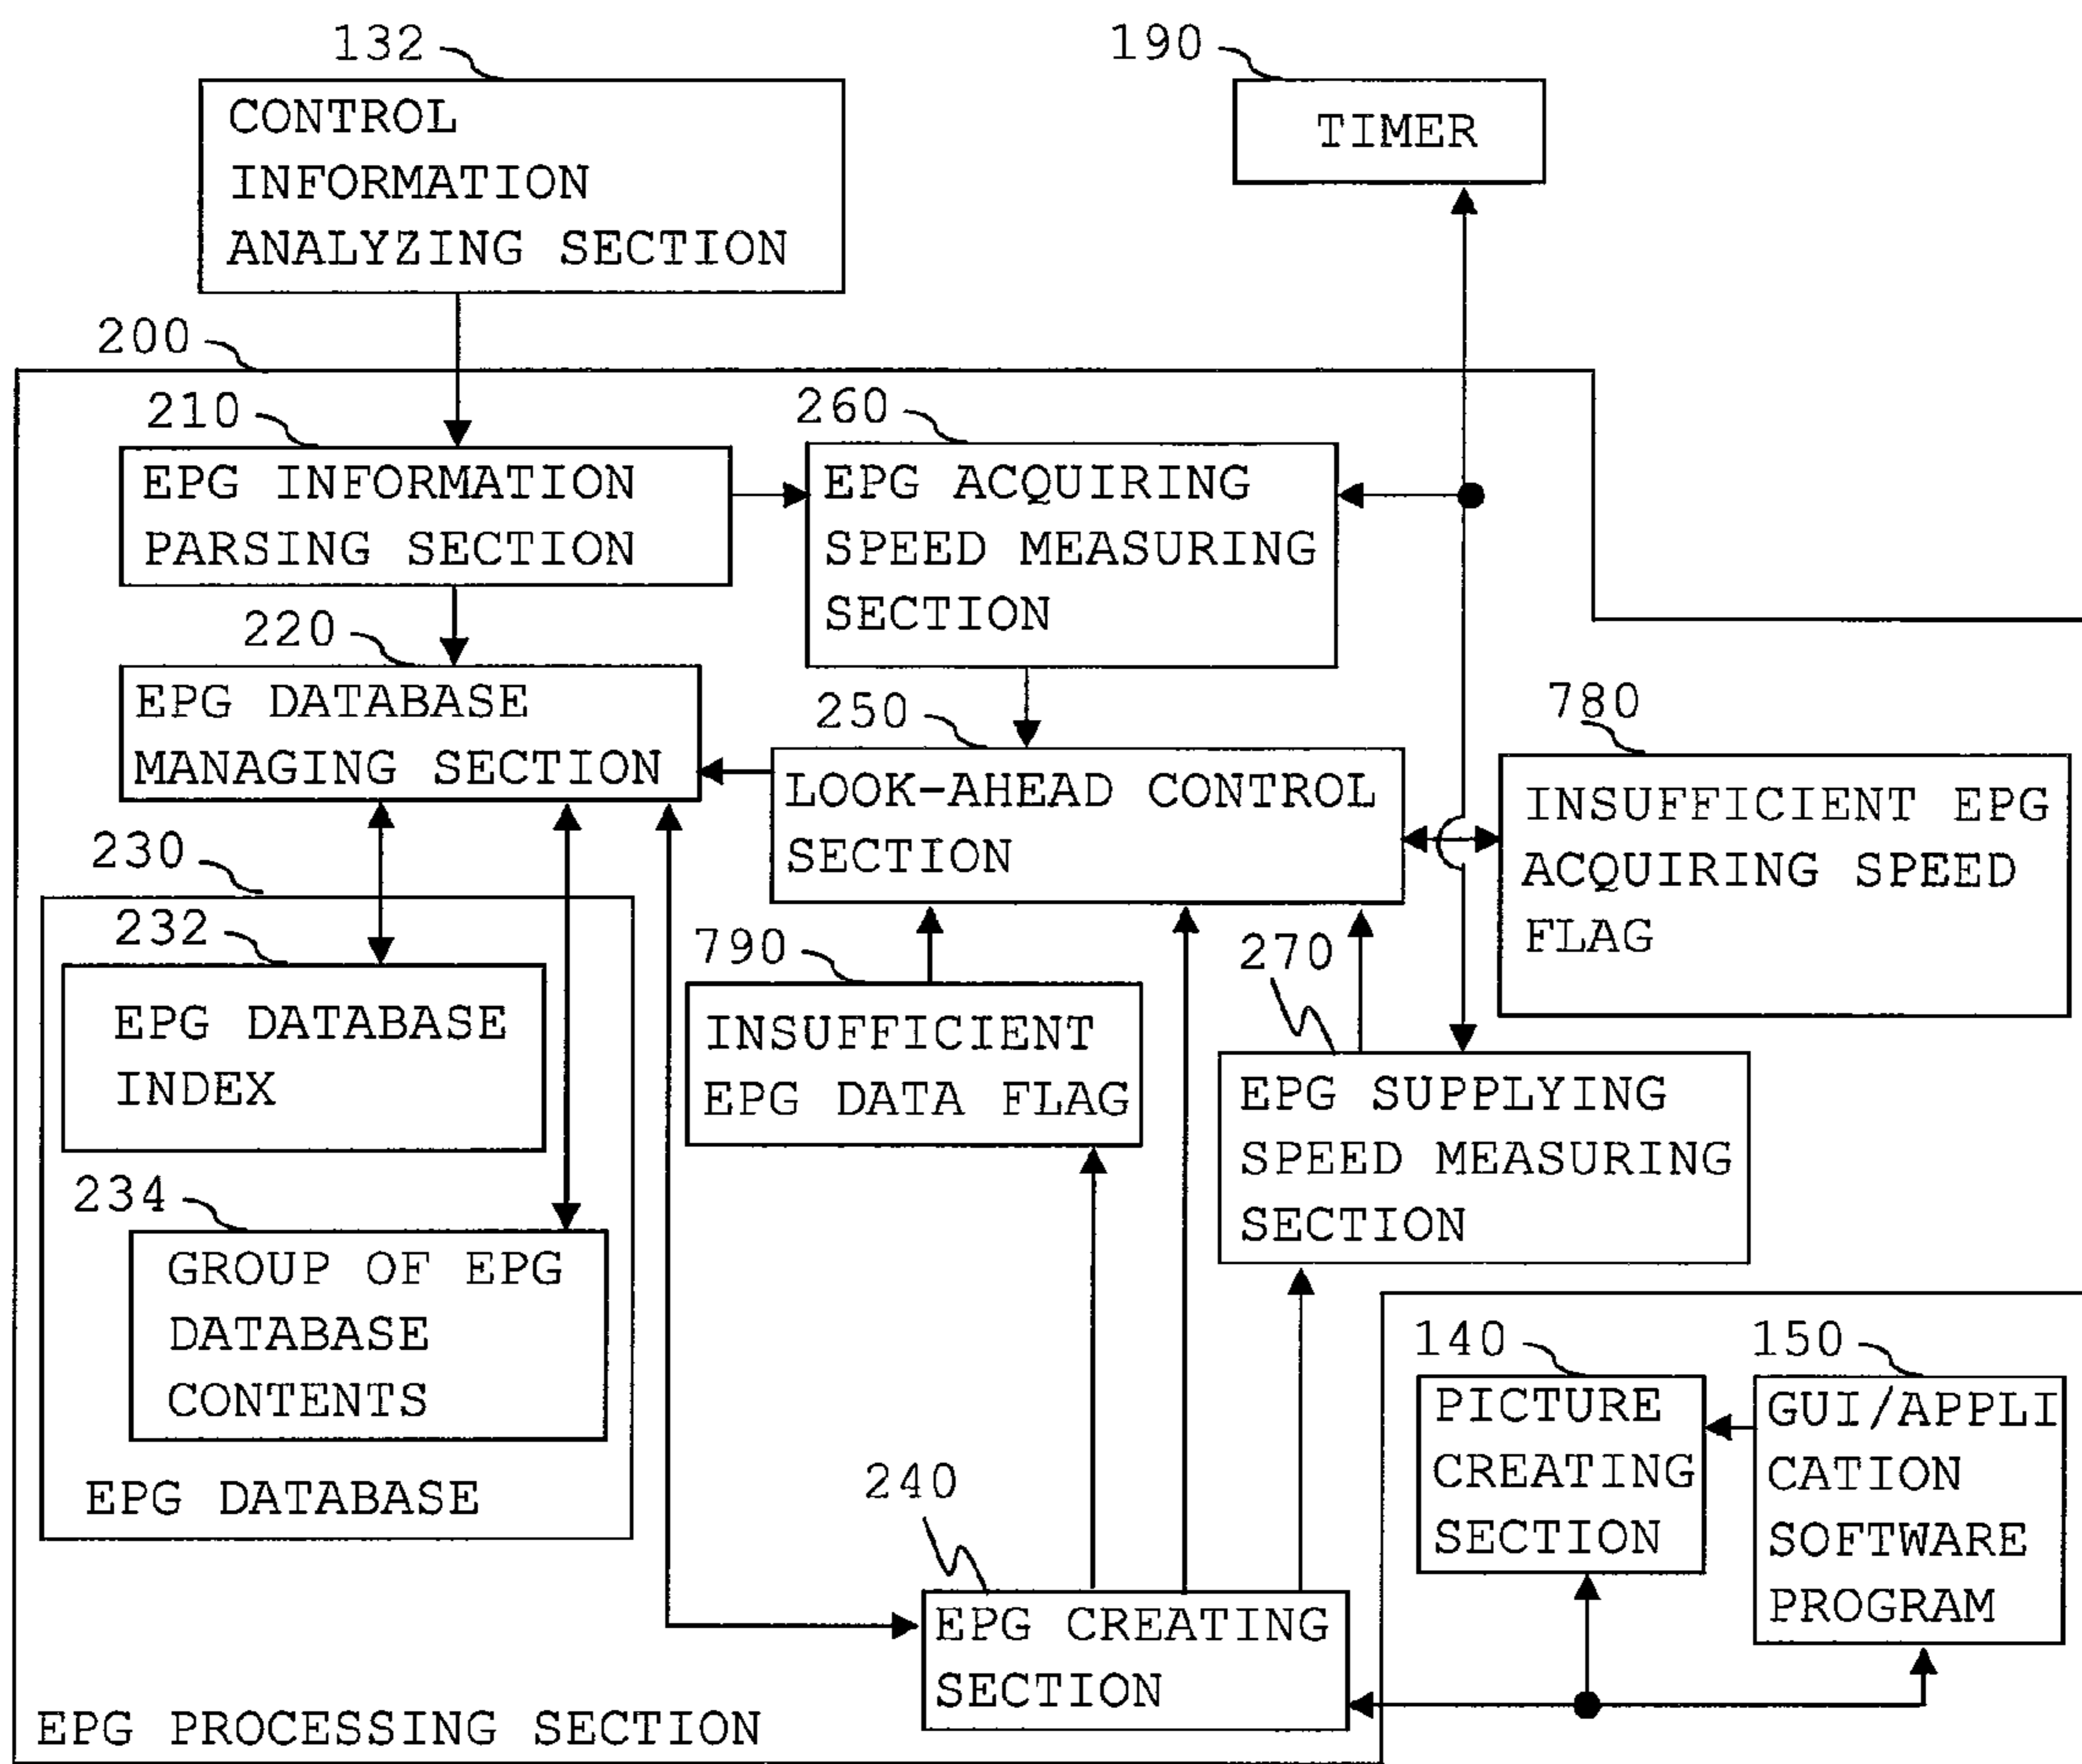 132
CONTROL
INFORMATION
ANALYZING SECTION
190
TIMER
200
210
EPG INFORMATION
PARSING SECTION
260
EPG ACQUIRING
SPEED MEASURING
SECTION
220
EPG DATABASE
MANAGING SECTION
250
LOOK-AHEAD CONTROL
SECTION
780
INSUFFICIENT EPG
ACQUIRING SPEED
FLAG
230
232
EPG DATABASE
INDEX
790
INSUFFICIENT
EPG DATA FLAG
270
EPG SUPPLYING
SPEED MEASURING
SECTION
234
GROUP OF EPG
DATABASE
CONTENTS
EPG DATABASE
240
EPG CREATING
SECTION
140
PICTURE
CREATING
SECTION
150
GUI/APPLI
CATION
SOFTWARE
PROGRAM
EPG PROCESSING SECTION